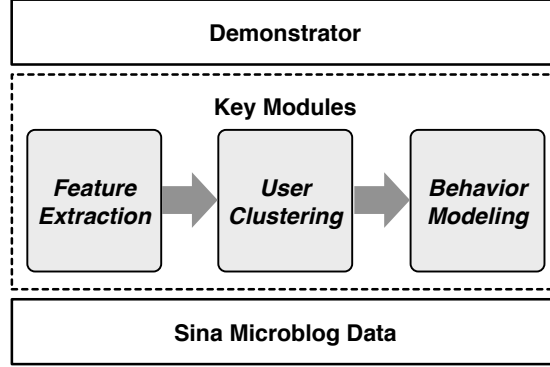 Demonstrator
Key Modules
Feature
Extraction
User
Clustering
Behavior
Modeling
Sina Microblog Data